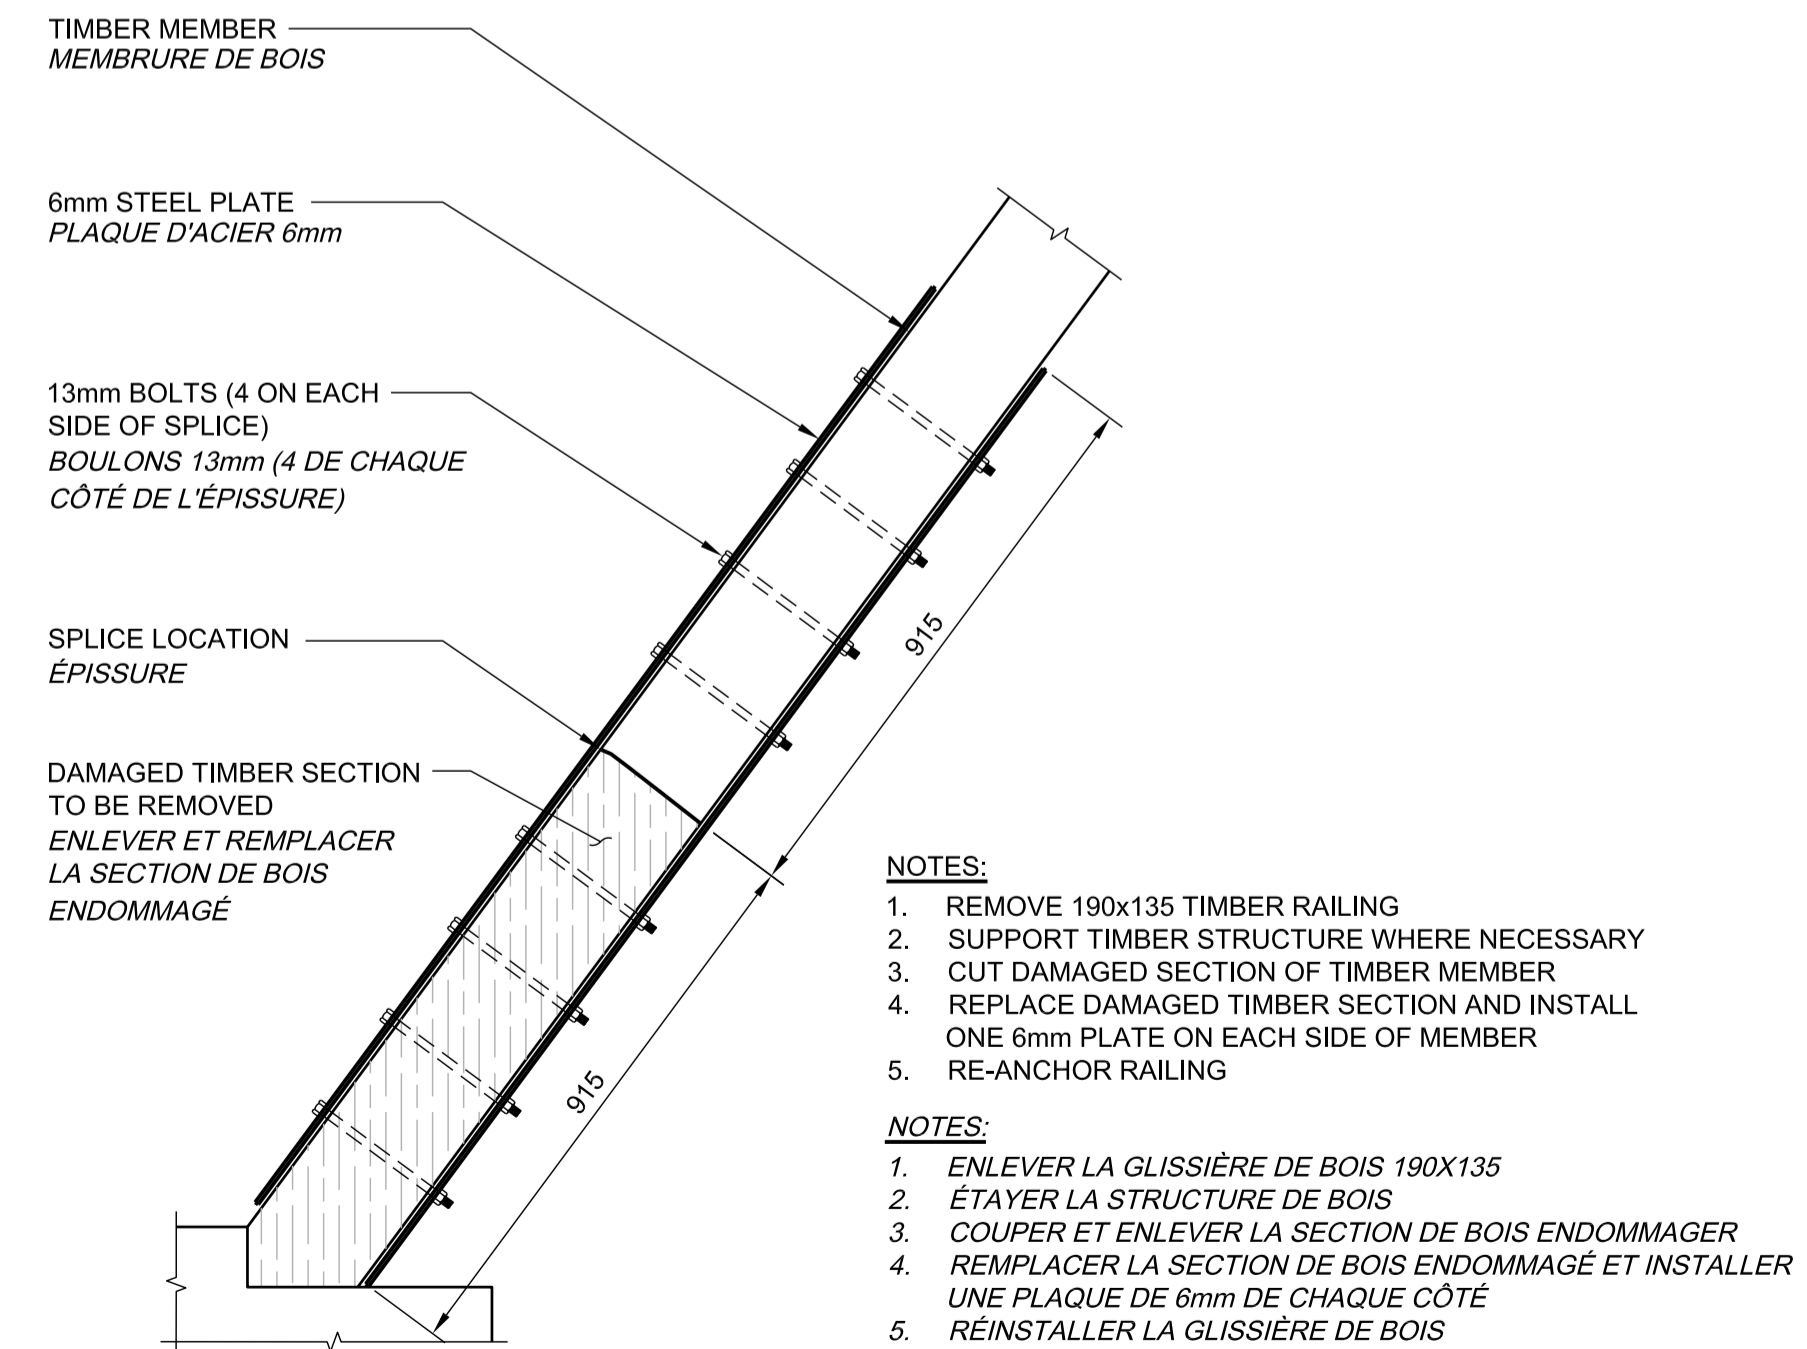 TIMBER MEMBER
MEMBRURE DE BOIS
6mm STEEL PLATE
PLAQUE D'ACIER 6mm
13mm BOLTS (4 ON EACH
SIDE OF SPLICE)
BOULONS 13mm (4 DE CHAQUE
CÔTÉ DE L'ÉPISSURE)
SPLICE LOCATION
ÉPISSURE
DAMAGED TIMBER SECTION
TO BE REMOVED
ENLEVER ET REMPLACER
LA SECTION DE BOIS
ENDOMMAGÉ
915
915
NOTES:
1. REMOVE 190x135 TIMBER RAILING
2. SUPPORT TIMBER STRUCTURE WHERE NECESSARY
3. CUT DAMAGED SECTION OF TIMBER MEMBER
4. REPLACE DAMAGED TIMBER SECTION AND INSTALL
ONE 6mm PLATE ON EACH SIDE OF MEMBER
5. RE-ANCHOR RAILING
NOTES:
1. ENLEVER LA GLISSIÈRE DE BOIS 190X135
2. ÉTAYER LA STRUCTURE DE BOIS
3. COUPER ET ENLEVER LA SECTION DE BOIS ENDOMMAGER
4. REMPLACER LA SECTION DE BOIS ENDOMMAGÉ ET INSTALLER
UNE PLAQUE DE 6mm DE CHAQUE CÔTÉ
5. RÉINSTALLER LA GLISSIÈRE DE BOIS